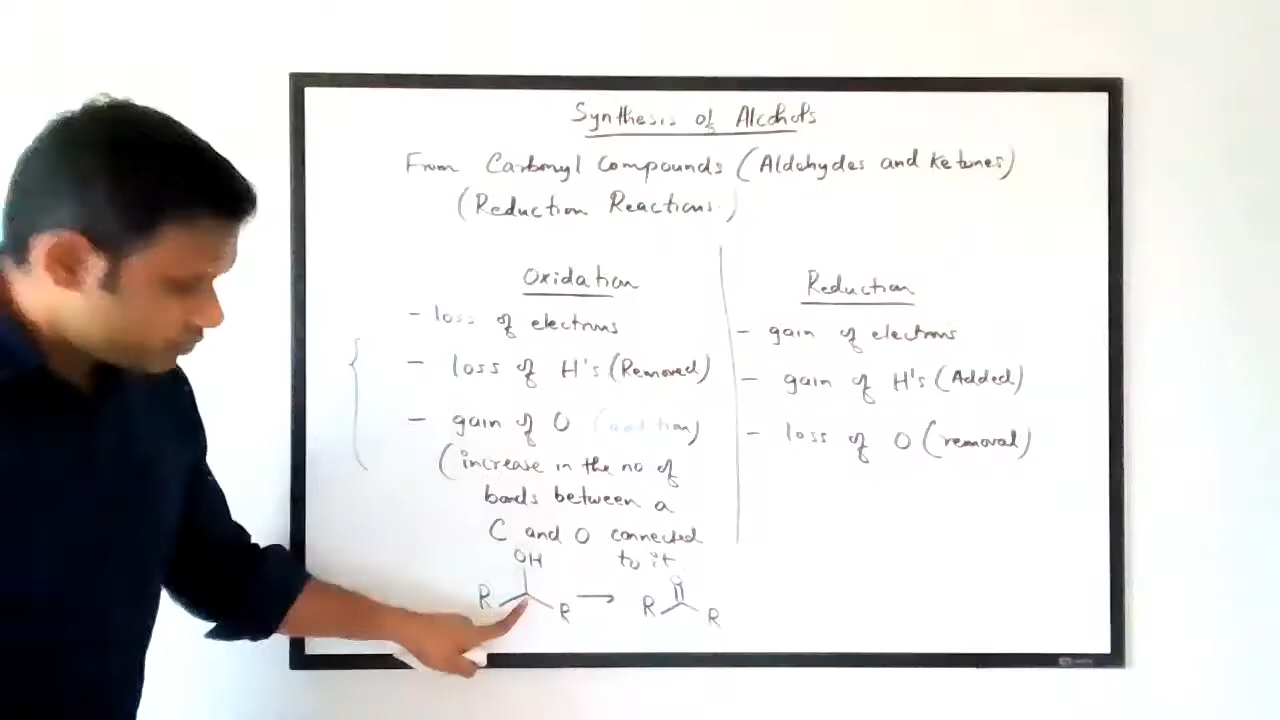 Synthesis of Alcohols
From Carbonyl Compounds (Aldehydes and Ketones)
(Reduction Reactions.)
Oxidation
- loss of electrons
- loss of H's (Removed)
- gain of O (addition)
(increase in the no of
bonds between a
C and O connected
to it
OH
R R → O R R
Reduction
- gain of electrons
- gain of H's (Added)
- loss of O (removal)